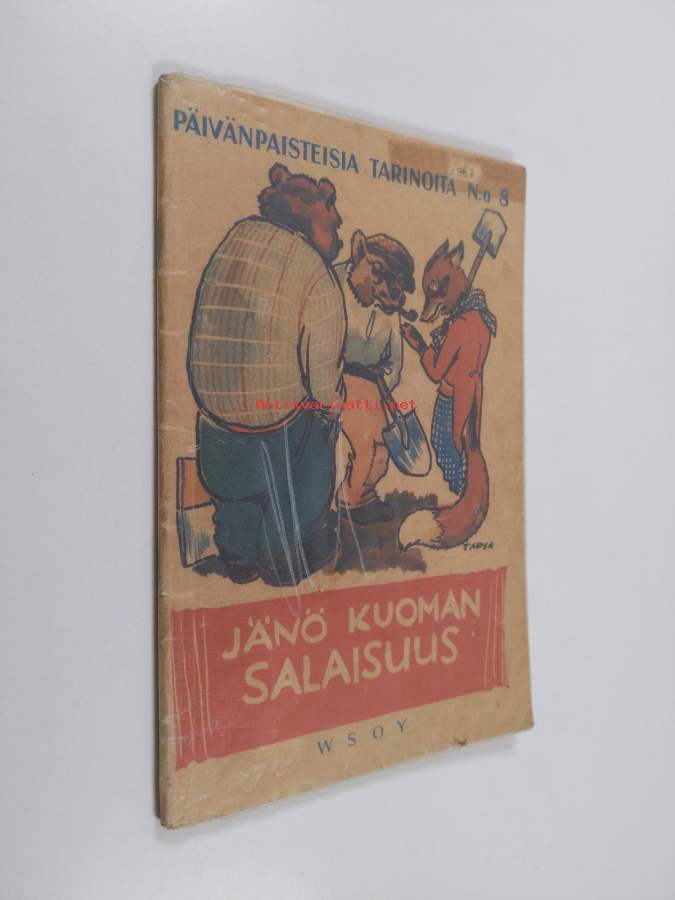 PÄIVÄNPAISTEISIA TARINOITA N:o 8
Antikvariaatti.net
TAPSA
JÄNÖ KUOMAN
SALAISUUS
WSOY